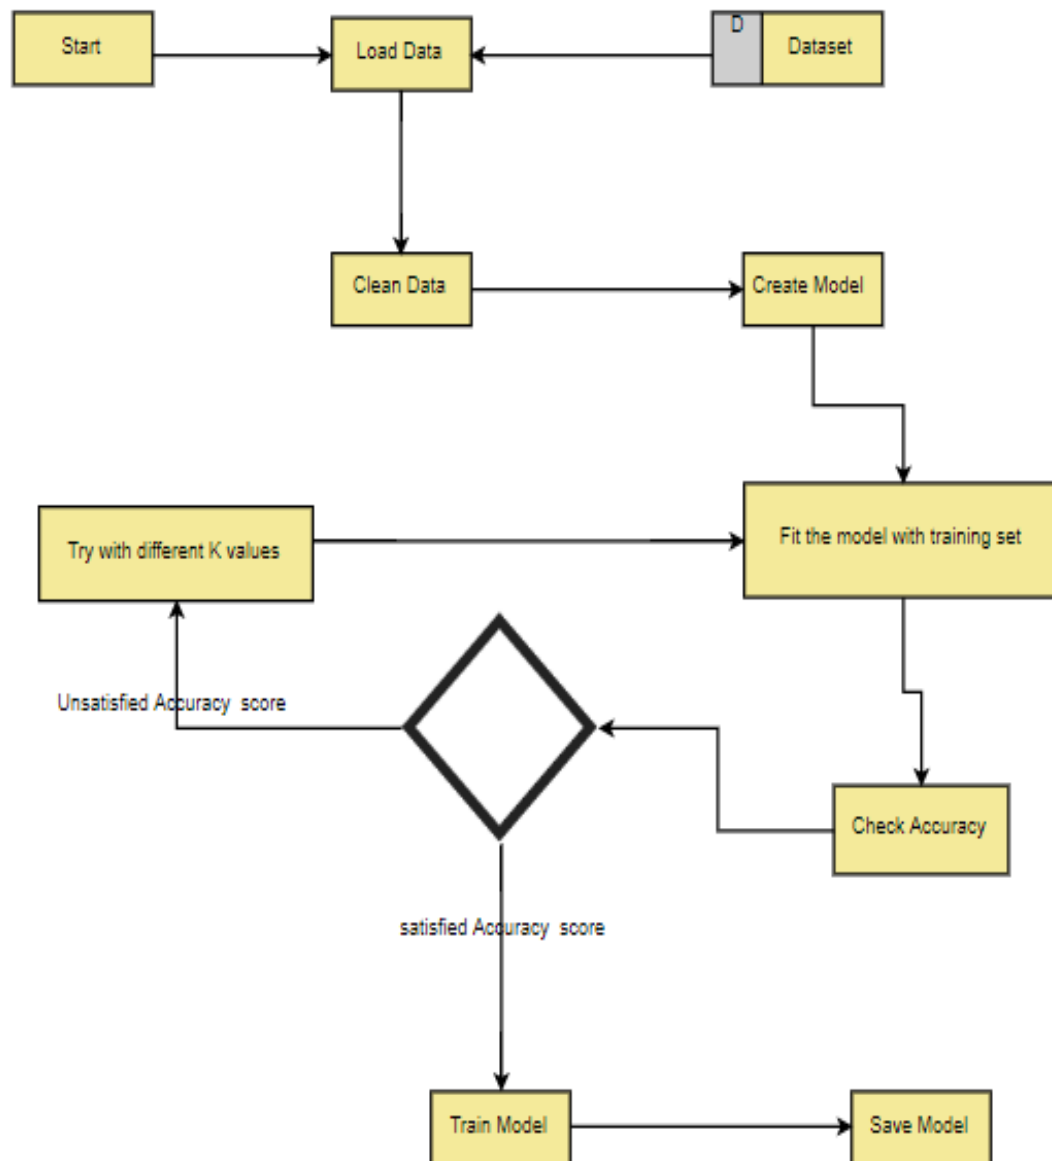 Start
Load Data
D
Dataset
Clean Data
Create Model
Try with different K values
Fit the model with training set
Unsatisfied Accuracy  score
Check Accuracy
satisfied Accuracy  score
Train Model
Save Model